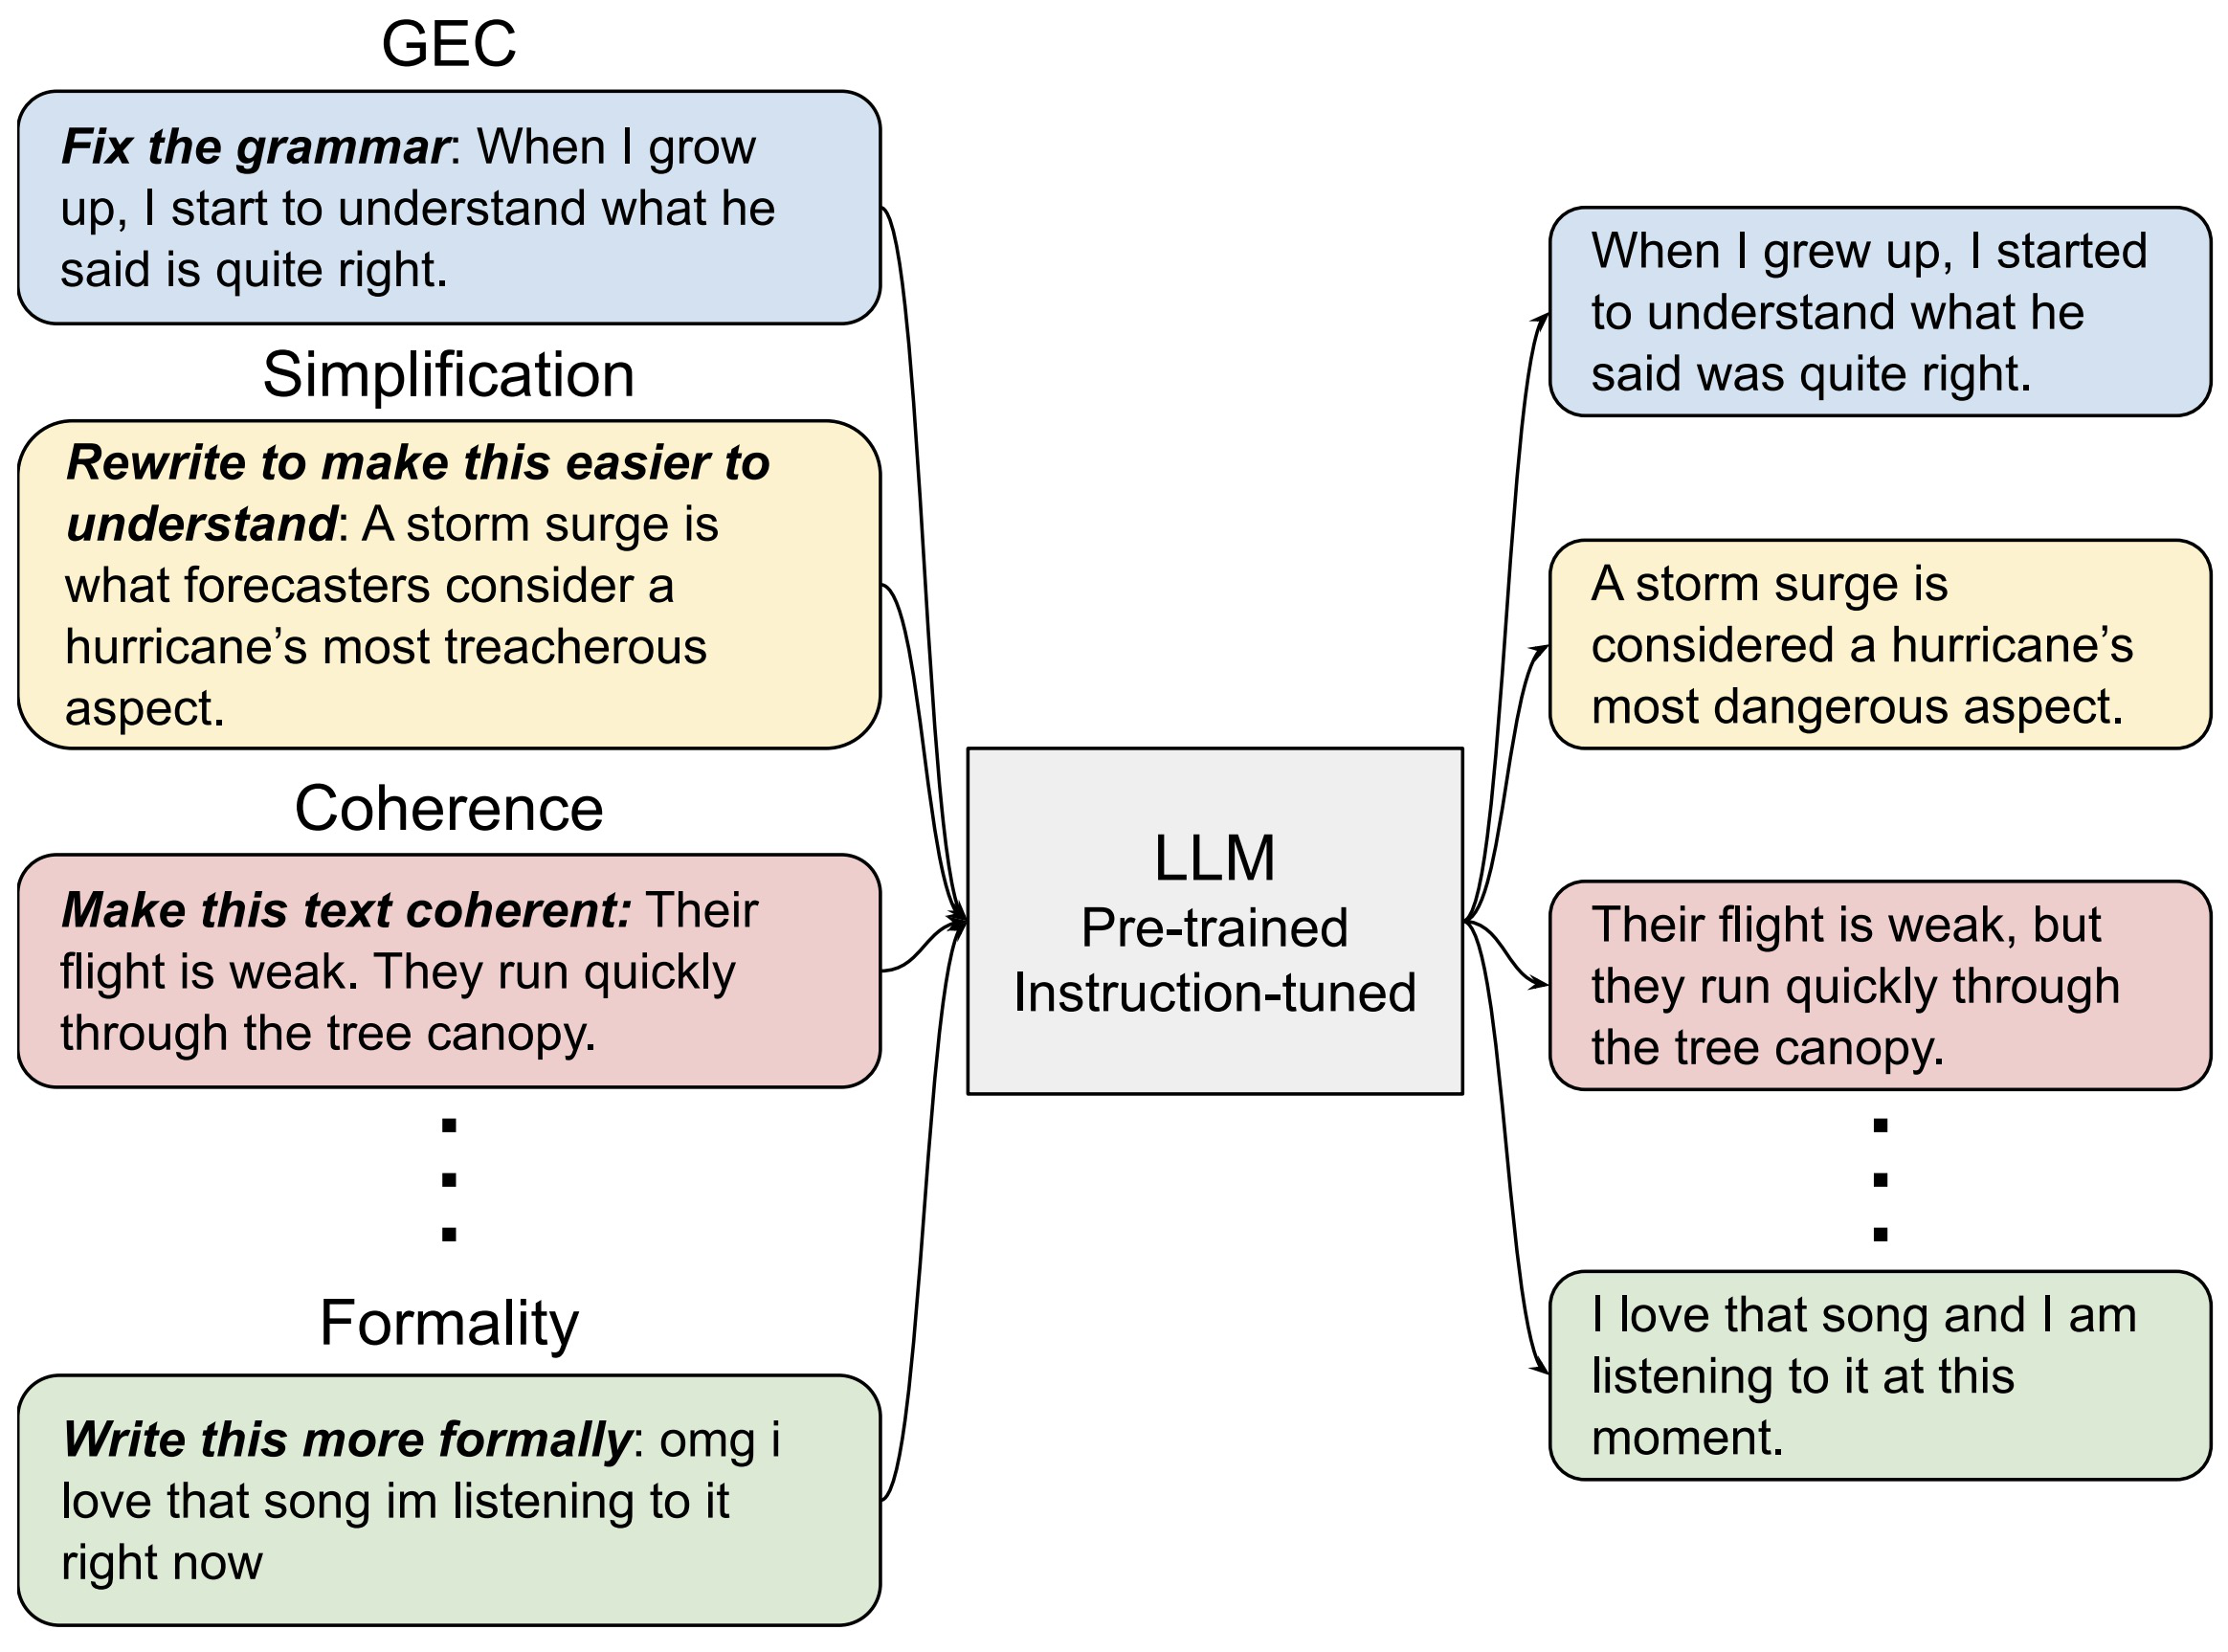 GEC
Fix the grammar: When I grow
up, I start to understand what he
said is quite right.
Simplification
Rewrite to make this easier to
understand: A storm surge is
what forecasters consider a
hurricane’s most treacherous
aspect.
Coherence
Make this text coherent: Their
flight is weak. They run quickly
through the tree canopy.
Formality
Write this more formally: omg i
love that song im listening to it
right now
LLM
Pre-trained
Instruction-tuned
When I grew up, I started
to understand what he
said was quite right.
A storm surge is
considered a hurricane’s
most dangerous aspect.
Their flight is weak, but
they run quickly through
the tree canopy.
I love that song and I am
listening to it at this
moment.